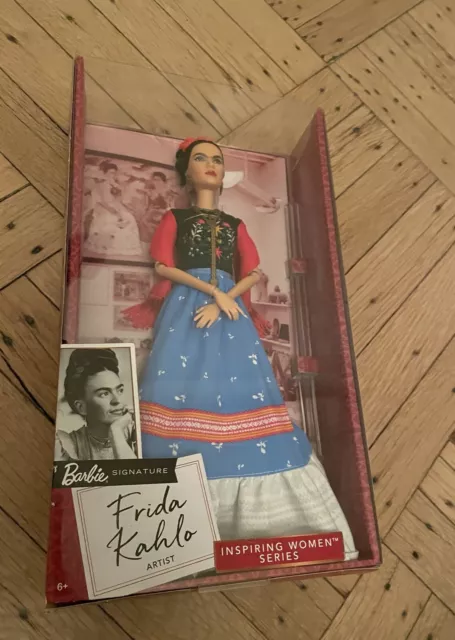 Barbie SIGNATURE
Frida
Kahlo
ARTIST
INSPIRING WOMEN™
SERIES
6+